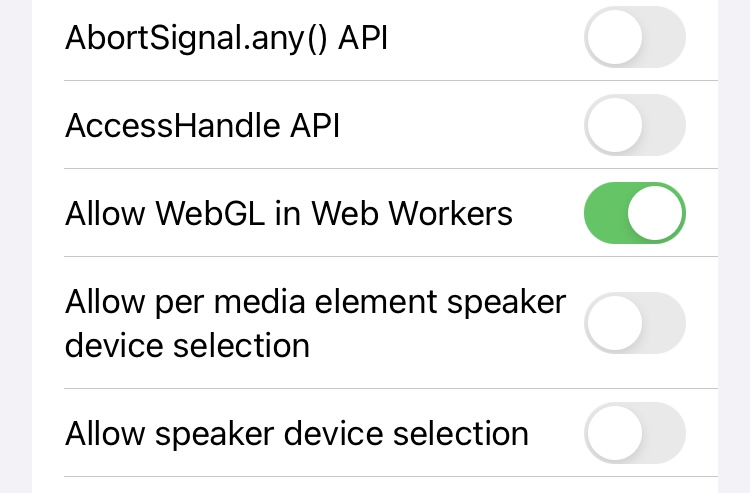 AbortSignal.any() API
AccessHandle API
Allow WebGL in Web Workers
Allow per media element speaker
device selection
Allow speaker device selection